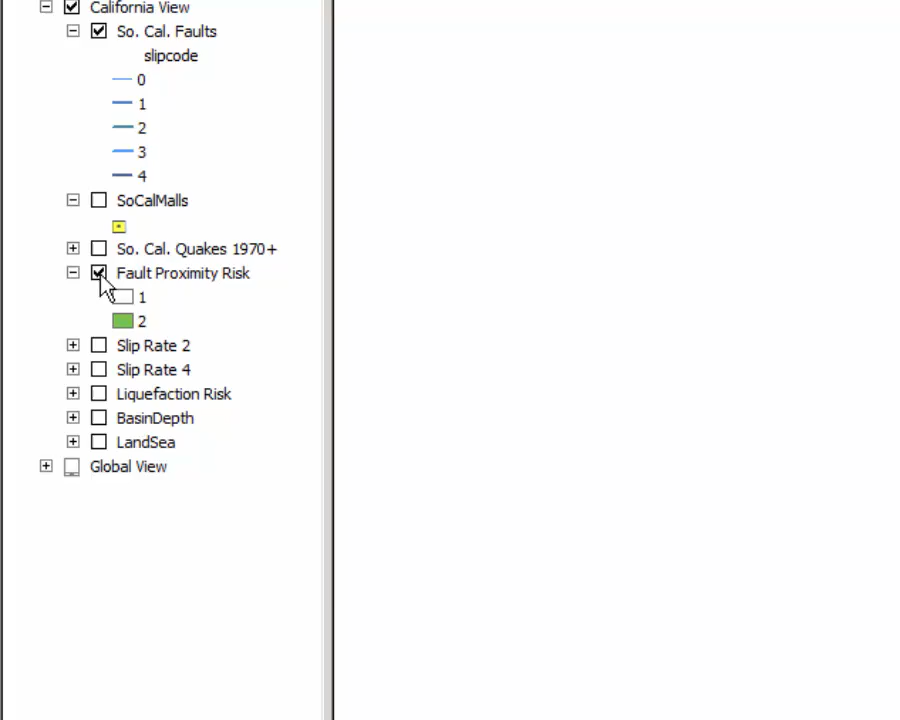 California View
So. Cal. Faults
slipcode
0
1
2
3
4
SoCalMalls
So. Cal. Quakes 1970+
Fault Proximity Risk
1
2
Slip Rate 2
Slip Rate 4
Liquefaction Risk
BasinDepth
LandSea
Global View